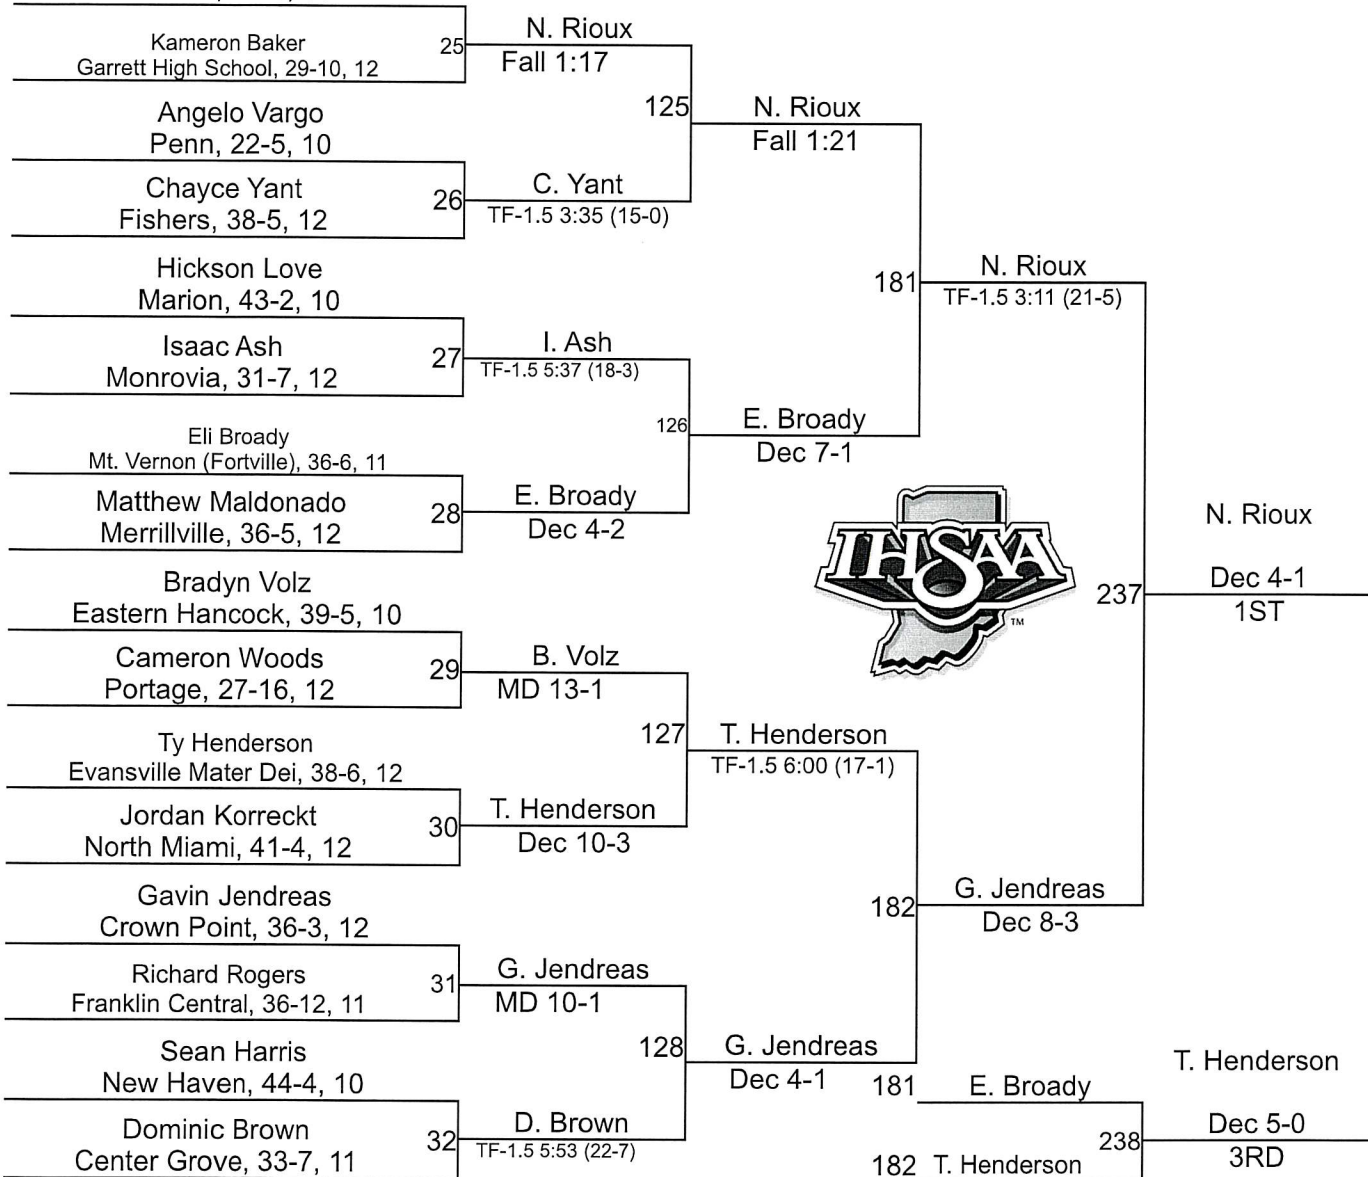 Kameron Baker
Garrett High School, 29-10, 12
25
N. Rioux
Fall 1:17
Angelo Vargo
Penn, 22-5, 10
Chayce Yant
Fishers, 38-5, 12
26
C. Yant
TF-1.5 3:35 (15-0)
125
N. Rioux
Fall 1:21
Hickson Love
Marion, 43-2, 10
Isaac Ash
Monrovia, 31-7, 12
27
I. Ash
TF-1.5 5:37 (18-3)
Eli Broady
Mt. Vernon (Fortville), 36-6, 11
Matthew Maldonado
Merrillville, 36-5, 12
28
E. Broady
Dec 4-2
126
E. Broady
Dec 7-1
181
N. Rioux
TF-1.5 3:11 (21-5)
Bradyn Volz
Eastern Hancock, 39-5, 10
Cameron Woods
Portage, 27-16, 12
29
B. Volz
MD 13-1
Ty Henderson
Evansville Mater Dei, 38-6, 12
Jordan Korreckt
North Miami, 41-4, 12
30
T. Henderson
Dec 10-3
127
T. Henderson
TF-1.5 6:00 (17-1)
Gavin Jendreas
Crown Point, 36-3, 12
Richard Rogers
Franklin Central, 36-12, 11
31
G. Jendreas
MD 10-1
Sean Harris
New Haven, 44-4, 10
Dominic Brown
Center Grove, 33-7, 11
32
D. Brown
TF-1.5 5:53 (22-7)
128
G. Jendreas
Dec 4-1
182
G. Jendreas
Dec 8-3
IHSAA
TM
237
N. Rioux
Dec 4-1
1ST
181
E. Broady
182
T. Henderson
238
T. Henderson
Dec 5-0
3RD